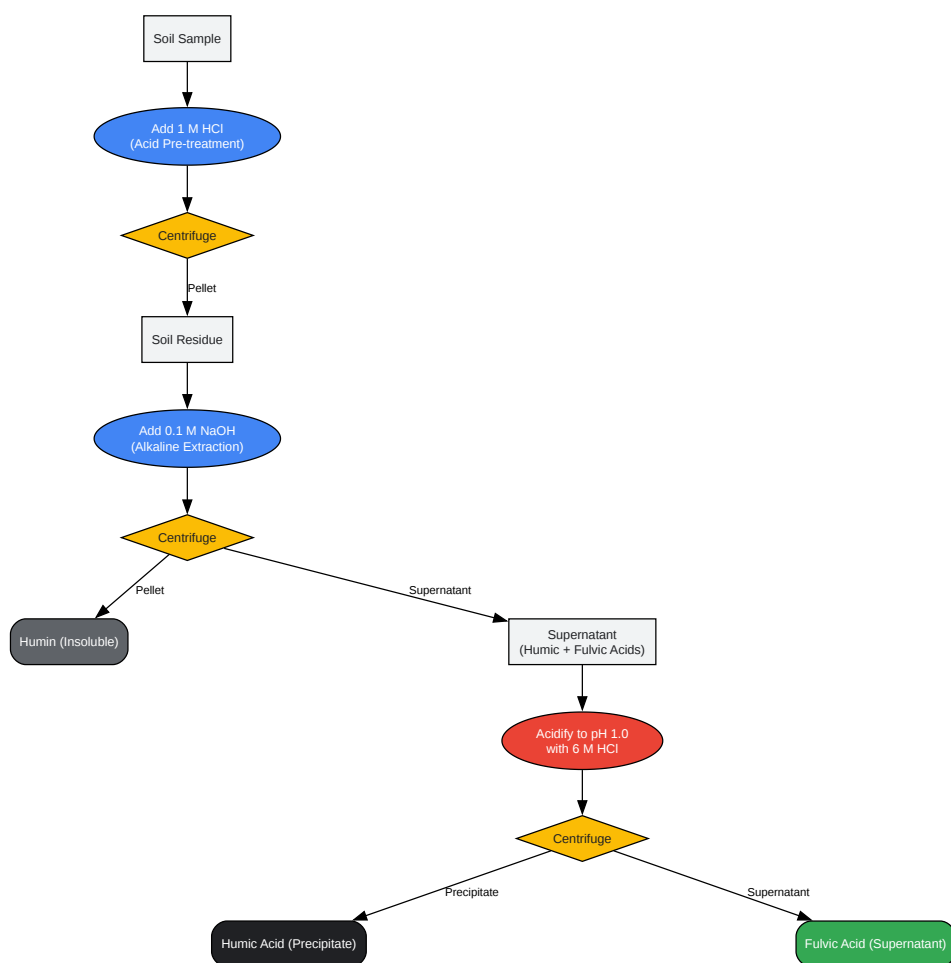 Soil Sample
Add 1 M HCl
(Acid Pre-treatment)
Centrifuge
Pellet
Soil Residue
Add 0.1 M NaOH
(Alkaline Extraction)
Centrifuge
Pellet
Supernatant
Humin (Insoluble)
Supernatant
(Humic + Fulvic Acids)
Acidify to pH 1.0
with 6 M HCl
Centrifuge
Precipitate
Supernatant
Humic Acid (Precipitate)
Fulvic Acid (Supernatant)